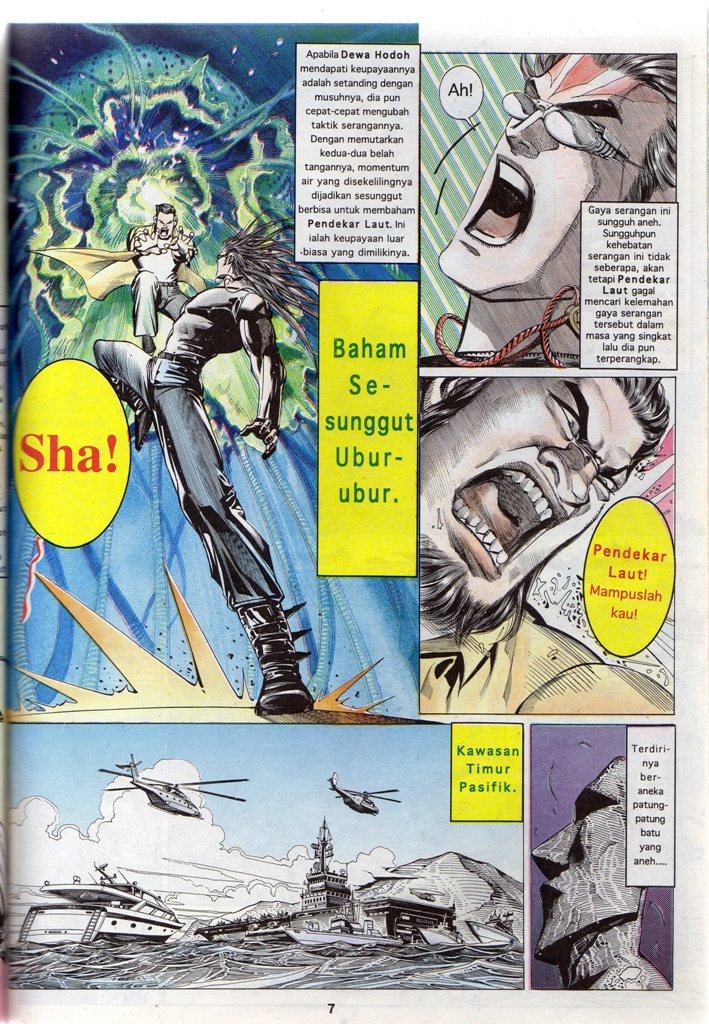 Apabila Dewa Hodoh
mendapati keupayaannya
adalah setanding dengan
musuhnya, dia pun
cepat-cepat mengubah
taktik serangannya.
Dengan memutarkan
kedua-dua belah
tangannya, momentum
air yang disekelilingnya
dijadikan sesunggut
berbisa untuk membaham
Pendekar Laut. Ini
ialah keupayaan luar
biasa yang dimilikinya.
Baham
Se-
sunggut
Ubur-
ubur.
Sha!
Ah!
Gaya serangan ini
sungguh aneh.
Sungguhpun
kehebatan
serangan ini tidak
seberapa, akan
tetapi Pendekar
Laut gagal
mencari kelemahan
gaya serangan
tersebut dalam
masa yang singkat
lalu dia pun
terperangkap.
Pendekar
Laut!
Mampuslah
kau!
Kawasan
Timur
Pasifik.
Terdiri-
nya
ber-
aneka
patung-
patung
batu
yang
aneh....
7